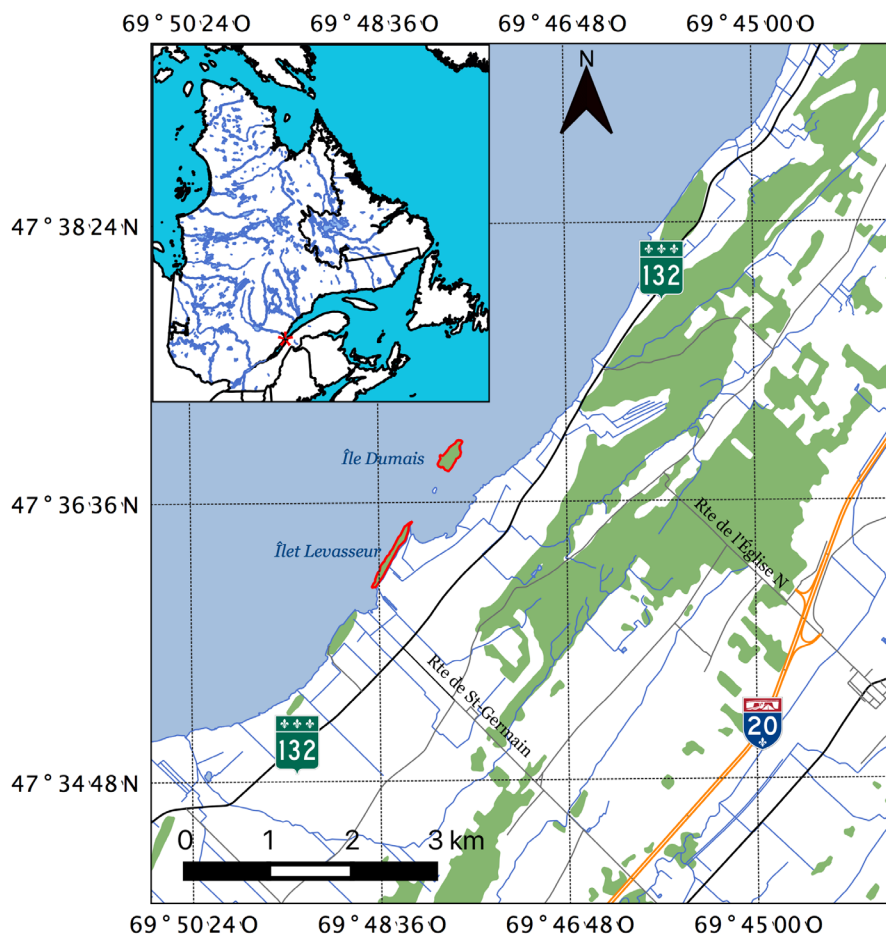 69°50′24″O 69°48′36″O 69°46′48″O 69°45′00″O
N
47°38′24″N
132
Île Dumais
47°36′36″N
Rte de l'Église N
Îlet Levasseur
Rte de St-Germain
20
132
47°34′48″N
0 1 2 3 km
69°50′24″O 69°48′36″O 69°46′48″O 69°45′00″O